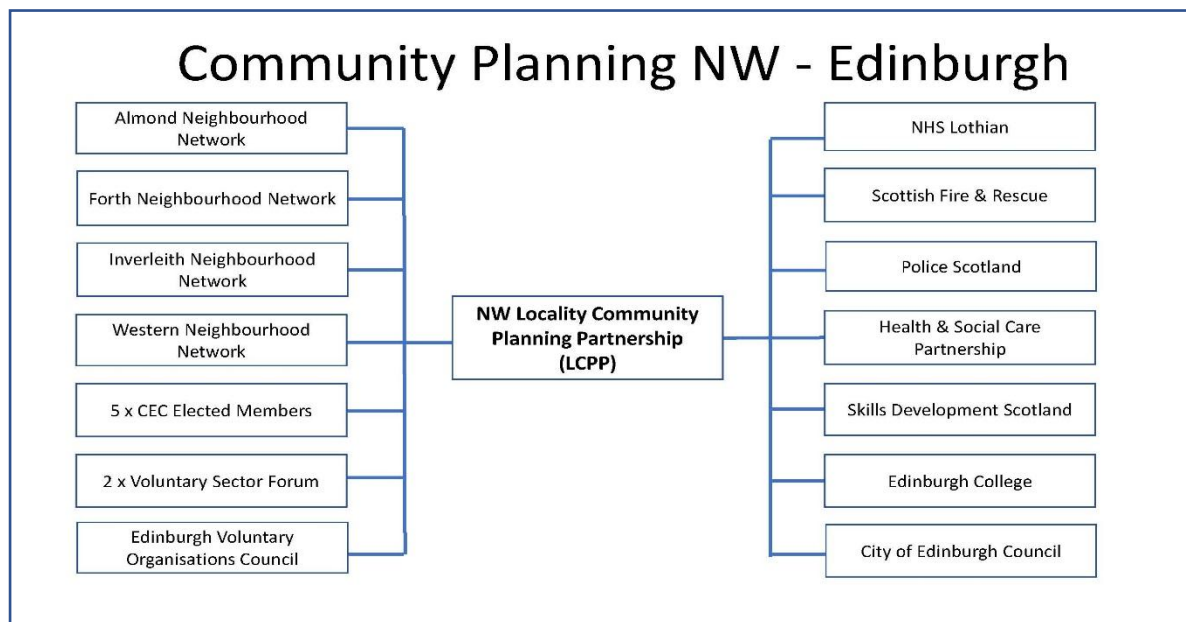 Community Planning NW - Edinburgh
Almond Neighbourhood
Network
Forth Neighbourhood Network
Inverleith Neighbourhood
Network
Western Neighbourhood
Network
5 x CEC Elected Members
2 x Voluntary Sector Forum
Edinburgh Voluntary
Organisations Council
NW Locality Community
Planning Partnership
(LCPP)
NHS Lothian
Scottish Fire & Rescue
Police Scotland
Health & Social Care
Partnership
Skills Development Scotland
Edinburgh College
City of Edinburgh Council